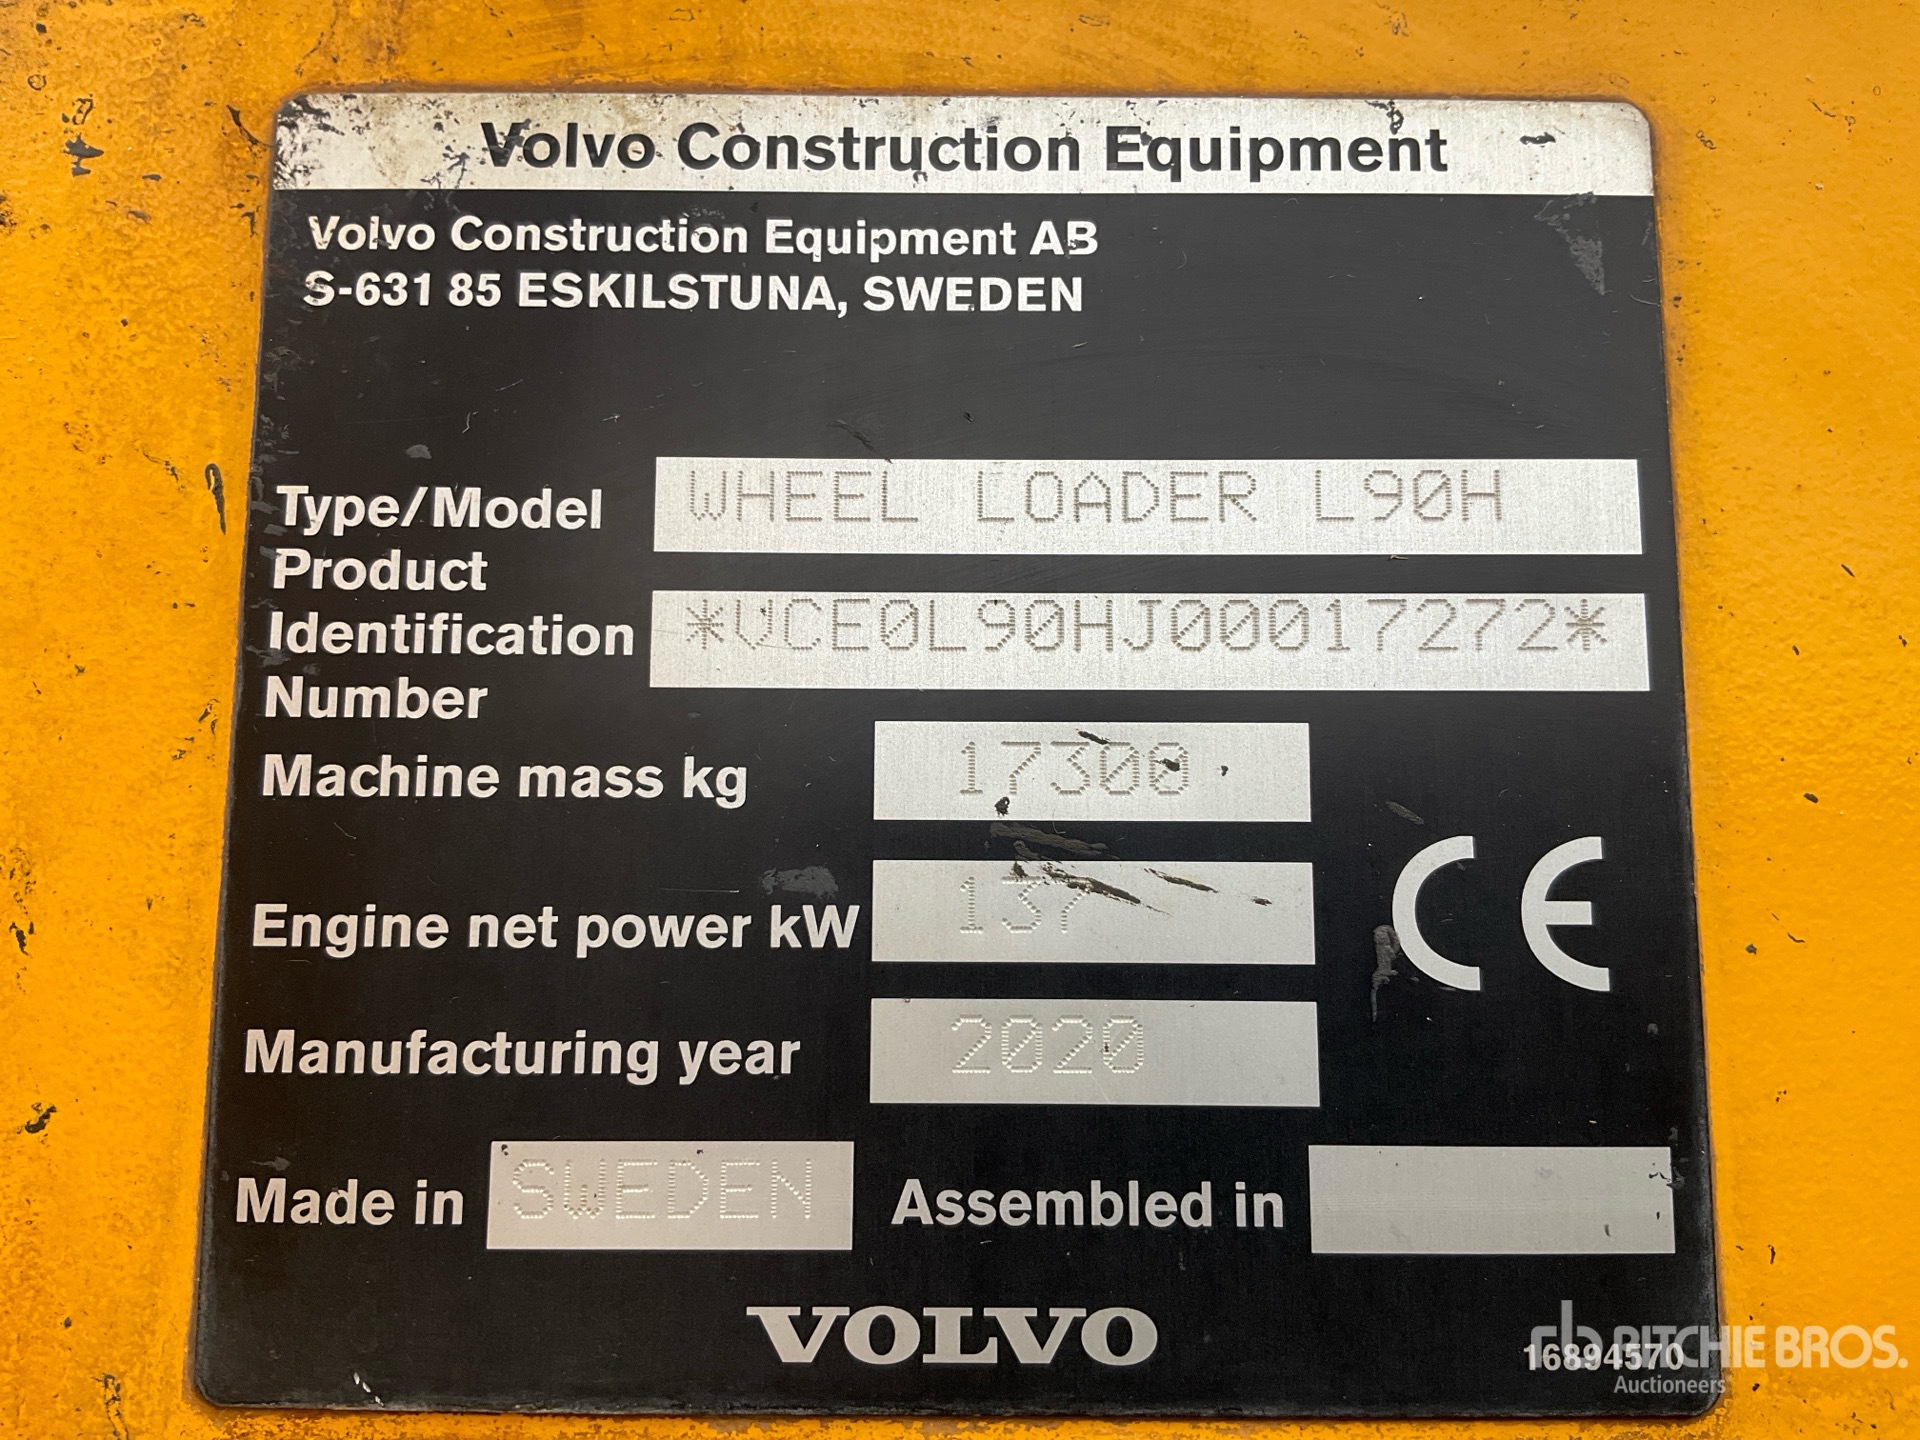 Volvo Construction Equipment
Volvo Construction Equipment AB
S-631 85 ESKILSTUNA, SWEDEN
Type/Model WHEEL LOADER L90H
Product
Identification *VCE0L90HJ00017272*
Number
Machine mass kg 17300
Engine net power kW 137
CE
Manufacturing year 2020
Made in SWEDEN Assembled in
VOLVO
16894570
rb RITCHIE BROS.
Auctioneers